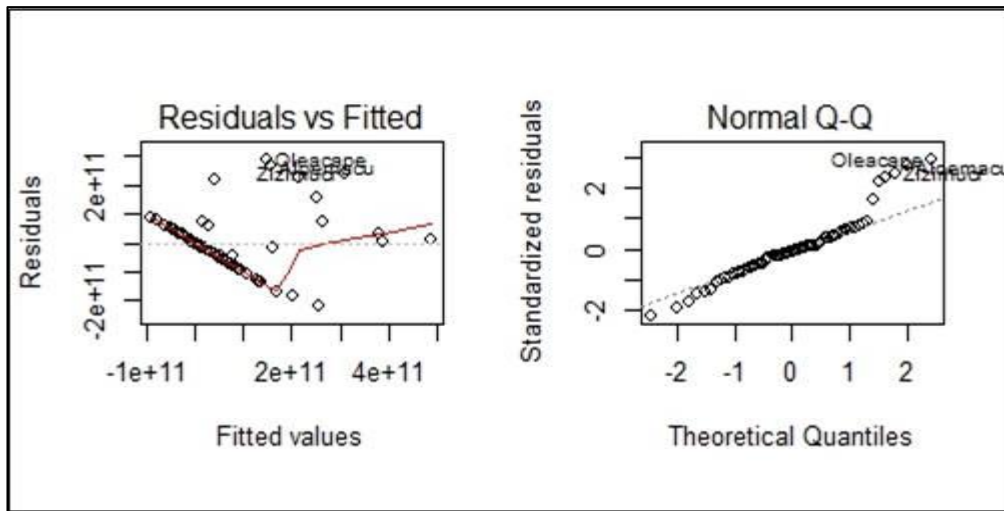 Residuals vs Fitted
Residuals
2e+11
-2e+11
Oleacape
-1e+11
2e+11
4e+11
Fitted values
Normal Q-Q
Standardized residuals
2
0
-2
Oleacape
-2
-1
0
1
2
Theoretical Quantiles